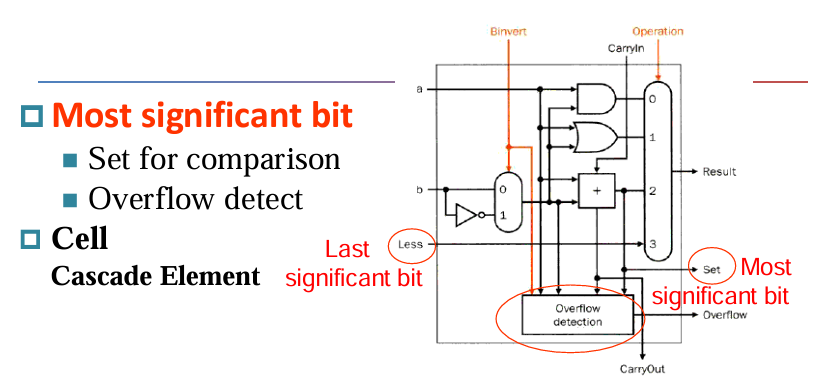 Most significant bit
Set for comparison
Overflow detect
Cell
Cascade Element
Last
significant bit
Binvert
Operation
CarryIn
a
0
1
b
0
+
2
Result
1
Less
3
Set
Most
significant bit
Overflow
detection
Overflow
CarryOut